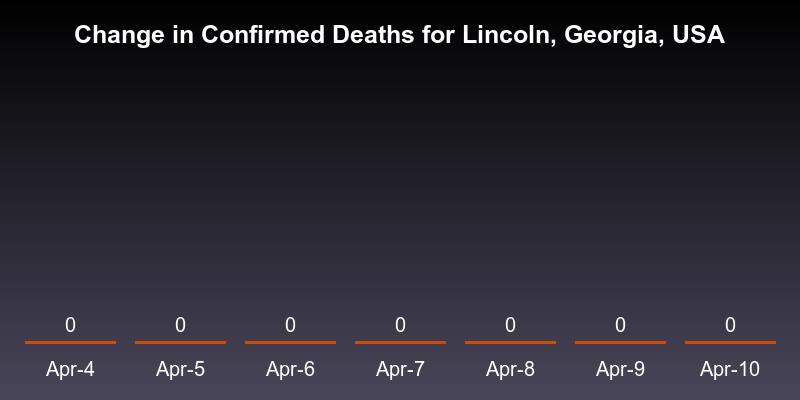 Change in Confirmed Deaths for Lincoln, Georgia, USA
0 0 0 0 0 0 0
Apr-4 Apr-5 Apr-6 Apr-7 Apr-8 Apr-9 Apr-10